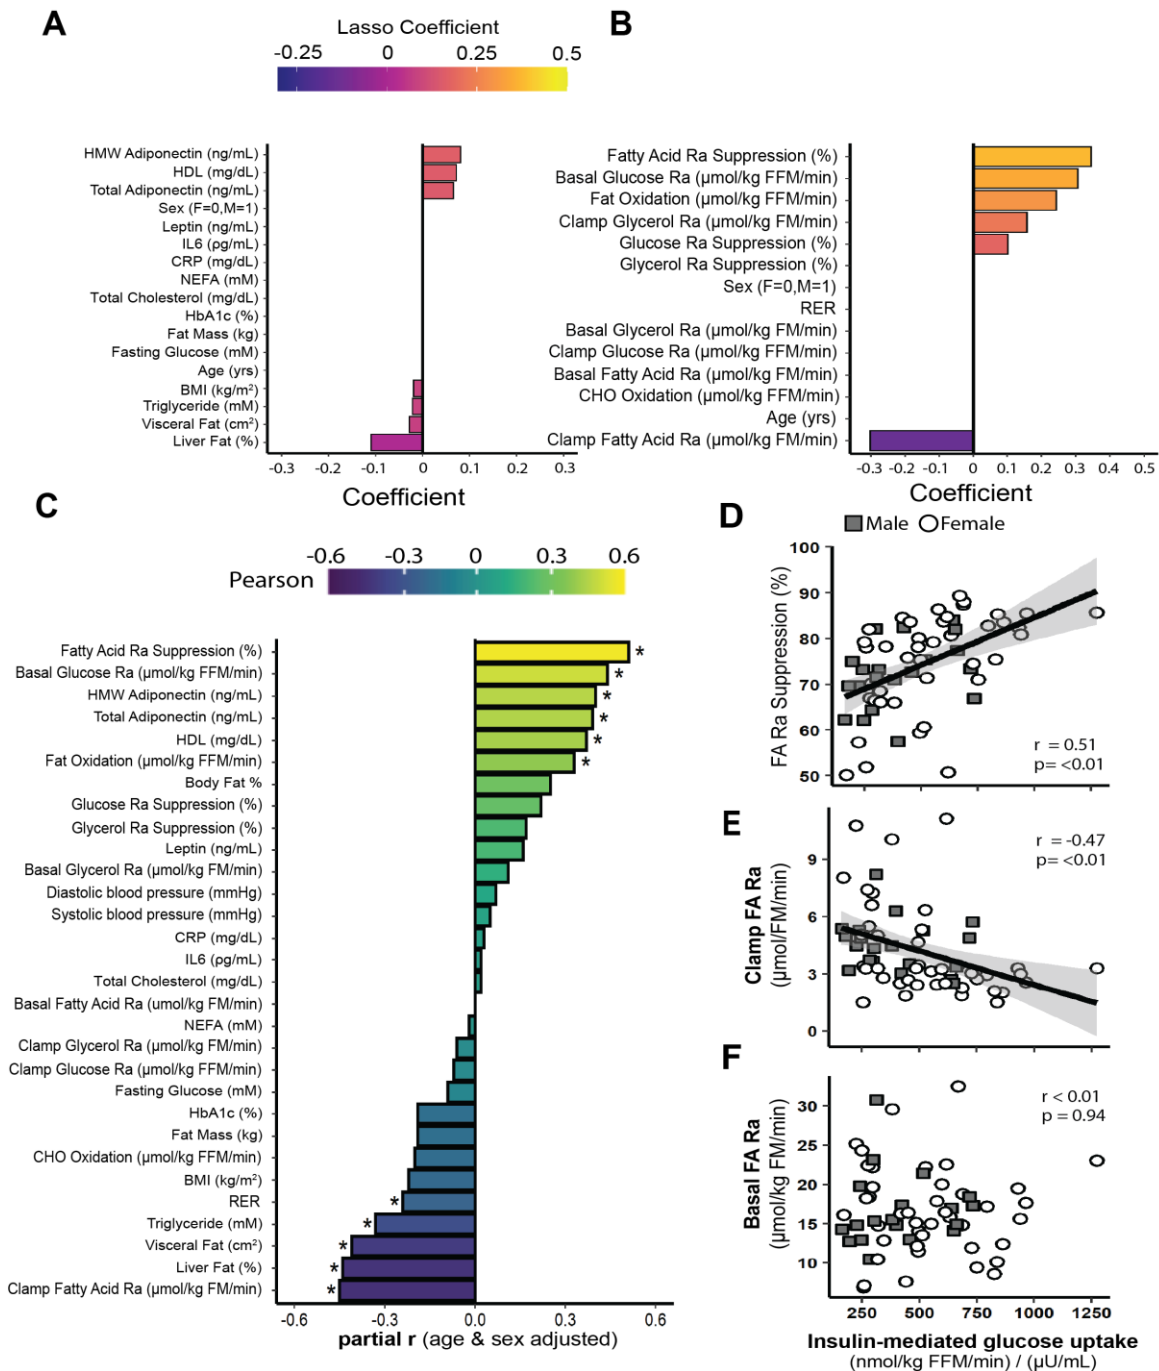 A
Lasso Coefficient
-0.25 0 0.25 0.5
HMW Adiponectin (ng/mL)
HDL (mg/dL)
Total Adiponectin (ng/mL)
Sex (F=0,M=1)
Leptin (ng/mL)
IL6 (ρg/mL)
CRP (mg/dL)
NEFA (mM)
Total Cholesterol (mg/dL)
HbA1c (%)
Fat Mass (kg)
Fasting Glucose (mM)
Age (yrs)
BMI (kg/m²)
Triglyceride (mM)
Visceral Fat (cm²)
Liver Fat (%)
-0.3 -0.2 -0.1 0 0.1 0.2 0.3
Coefficient
B
Fatty Acid Ra Suppression (%)
Basal Glucose Ra (µmol/kg FFM/min)
Fat Oxidation (µmol/kg FFM/min)
Clamp Glycerol Ra (µmol/kg FFM/min)
Glucose Ra Suppression (%)
Glycerol Ra Suppression (%)
Sex (F=0,M=1)
RER
Basal Glycerol Ra (µmol/kg FM/min)
Clamp Glucose Ra (µmol/kg FFM/min)
Basal Fatty Acid Ra (µmol/kg FM/min)
CHO Oxidation (µmol/kg FFM/min)
Age (yrs)
Clamp Fatty Acid Ra (µmol/kg FM/min)
-0.3 -0.2 -0.1 0 0.1 0.2 0.3 0.4 0.5
Coefficient
C
-0.6 -0.3 0 0.3 0.6
Pearson
Fatty Acid Ra Suppression (%) *
Basal Glucose Ra (µmol/kg FFM/min) *
HMW Adiponectin (ng/mL) *
Total Adiponectin (ng/mL) *
HDL (mg/dL) *
Fat Oxidation (µmol/kg FFM/min) *
Body Fat %
Glucose Ra Suppression (%)
Glycerol Ra Suppression (%)
Leptin (ng/mL)
Basal Glycerol Ra (µmol/kg FM/min)
Diastolic blood pressure (mmHg)
Systolic blood pressure (mmHg)
CRP (mg/dL)
IL6 (ρg/mL)
Total Cholesterol (mg/dL)
Basal Fatty Acid Ra (umol/kg FM/min)
NEFA (mM)
Clamp Glycerol Ra (µmol/kg FM/min)
Clamp Glucose Ra (µmol/kg FFM/min)
Fasting Glucose (mM)
HbA1c (%)
Fat Mass (kg)
CHO Oxidation (µmol/kg FFM/min)
BMI (kg/m²)
RER *
Triglyceride (mM) *
Visceral Fat (cm²) *
Liver Fat (%) *
Clamp Fatty Acid Ra (µmol/kg FM/min) *
-0.6 -0.3 0.0 0.3 0.6
partial r (age & sex adjusted)
D
Male Female
FA Ra Suppression (%)
100
90
80
70
60
50
r = 0.51
p= <0.01
E
Clamp FA Ra
(µmol/FM/min)
9
6
3
0
r = -0.47
p= <0.01
F
Basal FA Ra
(µmol/kg FM/min)
30
25
20
15
10
r < 0.01
p = 0.94
250 500 750 1000 1250
Insulin-mediated glucose uptake
(nmol/kg FFM/min) / (µU/mL)